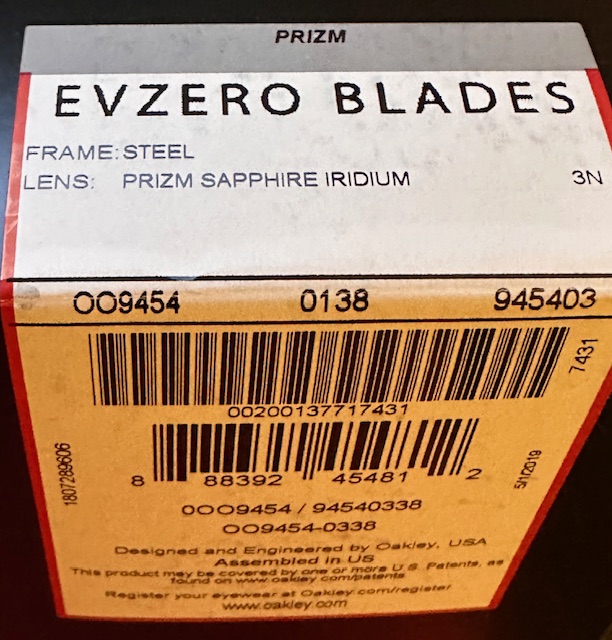 PRIZM
EVZERO BLADES
FRAME: STEEL
LENS: PRIZM SAPPHIRE IRIDIUM 3N
OO9454 0138 945403
7431
00200137717431
8 88392 45481 2
1807289606
5/1/2019
0OO9454 / 94540338
OO9454-0338
Designed and Engineered by Oakley, USA
Assembled in US
This product may be covered by one or more U.S. Patents, as
found on www.oakley.com/patents
Register your eyewear at Oakley.com/register
www.oakley.com